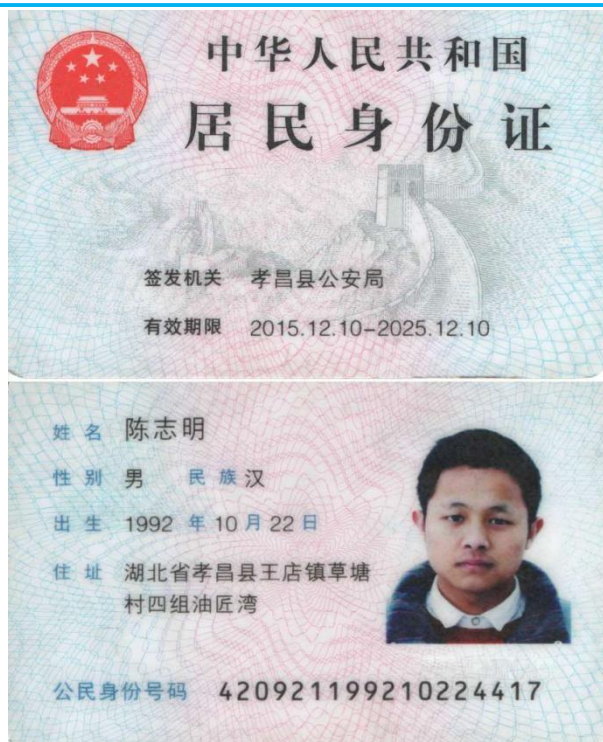 中华人民共和国
居民身份证
签发机关 孝昌县公安局
有效期限 2015.12.10-2025.12.10
姓名 陈志明
性别 男 民族 汉
出生 1992 年 10 月 22 日
住址 湖北省孝昌县王店镇草塘
村四组油匠湾
公民身份号码 420921199210224417